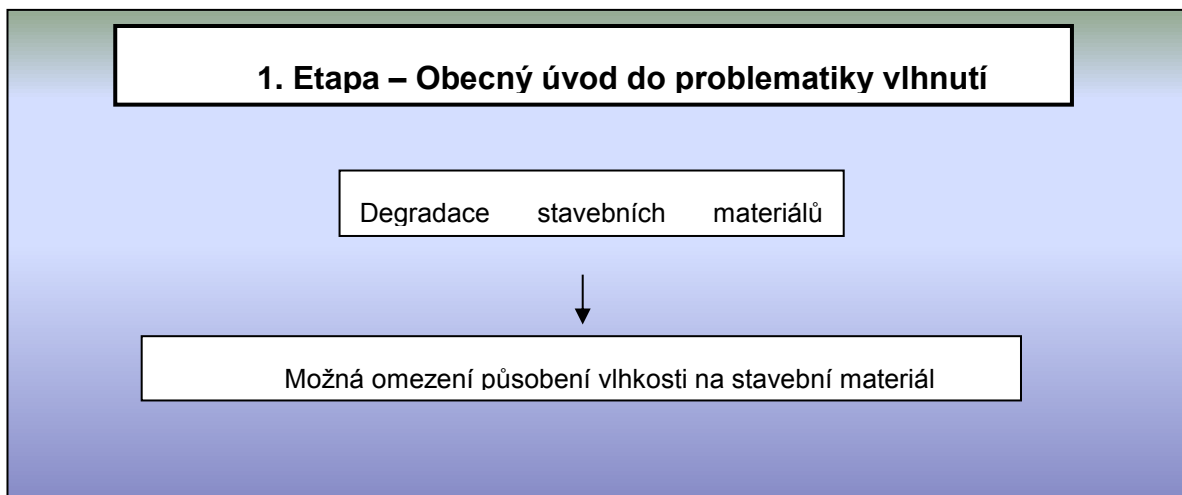 1. Etapa – Obecný úvod do problematiky vlhnutí
Degradace stavebních materiálů
Možná omezení působení vlhkosti na stavební materiál